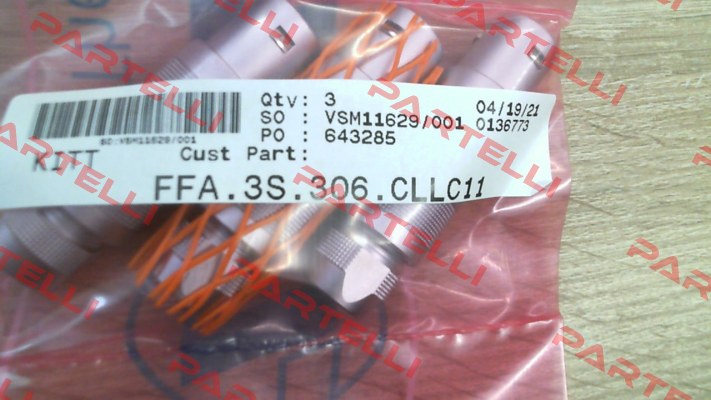 Qty: 3
04/19/21
SO : VSM11629/001 0136773
PO : 643285
SO:VSM11629/001
KITT Cust Part:
FFA.3S.306.CLLC11
PARTELLI
PARTELLI
PARTELLI
PARTELLI
PARTELLI
PARTELLI
PARTELLI
PARTELLI